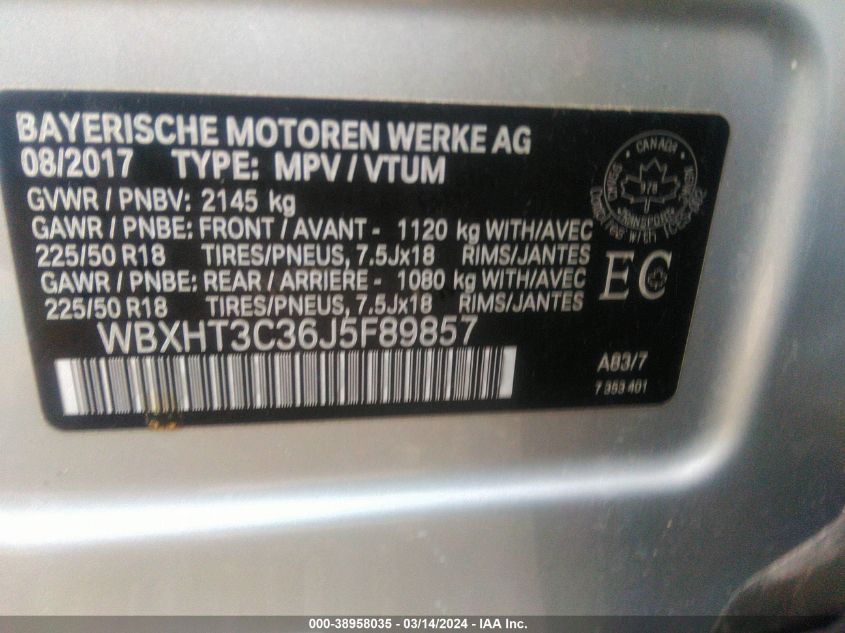 BAYERISCHE MOTOREN WERKE AG
08/2017 TYPE: MPV / VTUM
GVWR / PNBV: 2145 kg
GAWR / PNBE: FRONT / AVANT - 1120 kg WITH/AVEC
225/50 R18 TIRES/PNEUS, 7.5Jx18 RIMS/JANTES
GAWR / PNBE: REAR / ARRIERE - 1080 kg WITH/AVEC
225/50 R18 TIRES/PNEUS, 7.5Jx18 RIMS/JANTES
WBXHT3C36J5F89857
CANADA
TRANSPORT
EC
A83/7
7 353 401
000-38958035 - 03/14/2024 - IAA Inc.